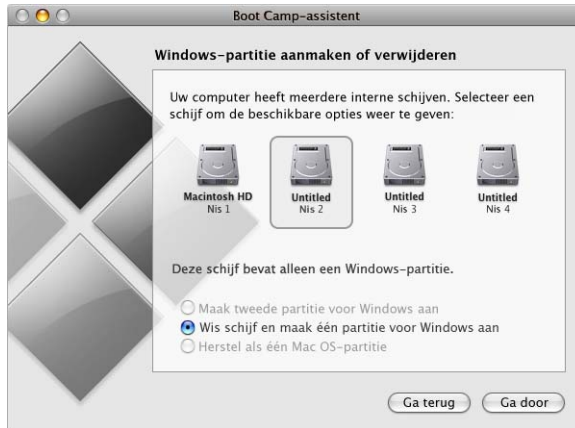 Boot Camp-assistent
Windows-partitie aanmaken of verwijderen
Uw computer heeft meerdere interne schijven. Selecteer een
schijf om de beschikbare opties weer te geven:
Macintosh HD
Nis 1
Untitled
Nis 2
Untitled
Nis 3
Untitled
Nis 4
Deze schijf bevat alleen een Windows-partitie.
Maak tweede partitie voor Windows aan
Wis schijf en maak één partitie voor Windows aan
Herstel als één Mac OS-partitie
Ga terug
Ga door